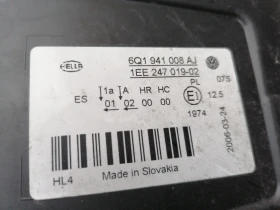 HELLA
6Q1 941 008 AJ
1EE 247 019-02
PL
07S
1a A HR HC
ES 01 02 00 00
E1
12.5
1974
2006-03-24
HL4
Made in Slovakia